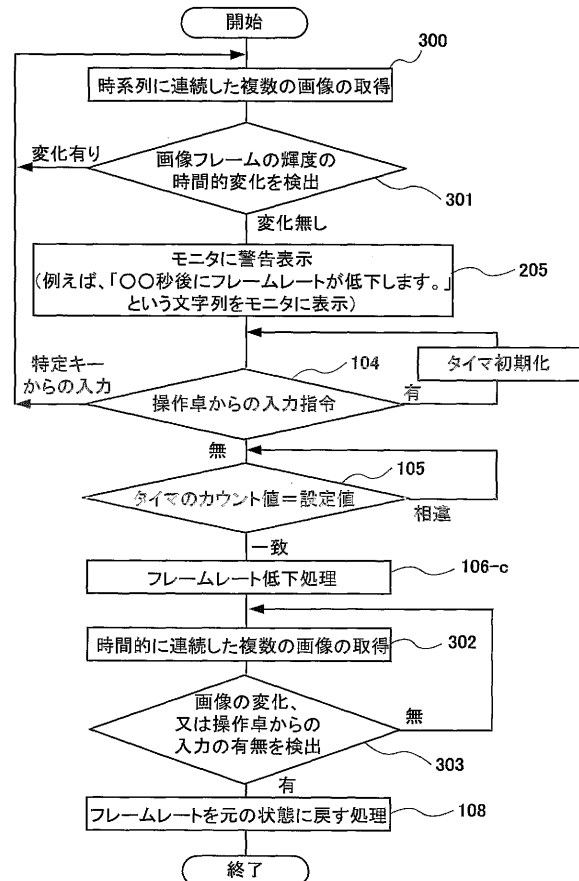 開始
300
時系列に連続した複数の画像の取得
変化有り
画像フレームの輝度の
時間的変化を検出
301
変化無し
モニタに警告表示
(例えば、「〇〇秒後にフレームレートが低下します。」
という文字列をモニタに表示)
205
特定キー
からの入力
104
タイマ初期化
操作卓からの入力指令
有
無
105
タイマのカウント値=設定値
相違
一致
フレームレート低下処理
106-c
時間的に連続した複数の画像の取得
302
画像の変化、
又は操作卓からの
入力の有無を検出
無
303
有
フレームレートを元の状態に戻す処理
108
終了